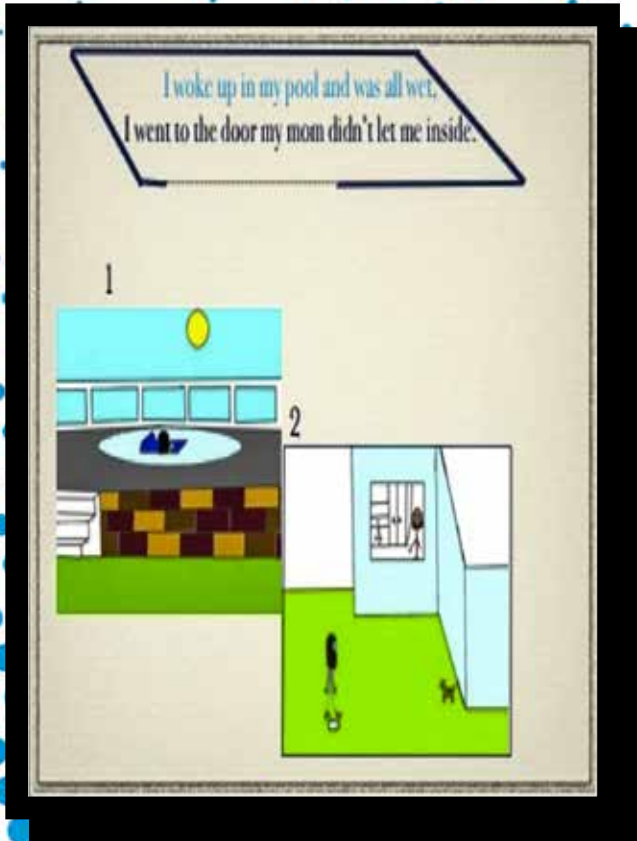 I woke up in my pool and was all wet.
I went to the door my mom didn't let me inside.
1
2